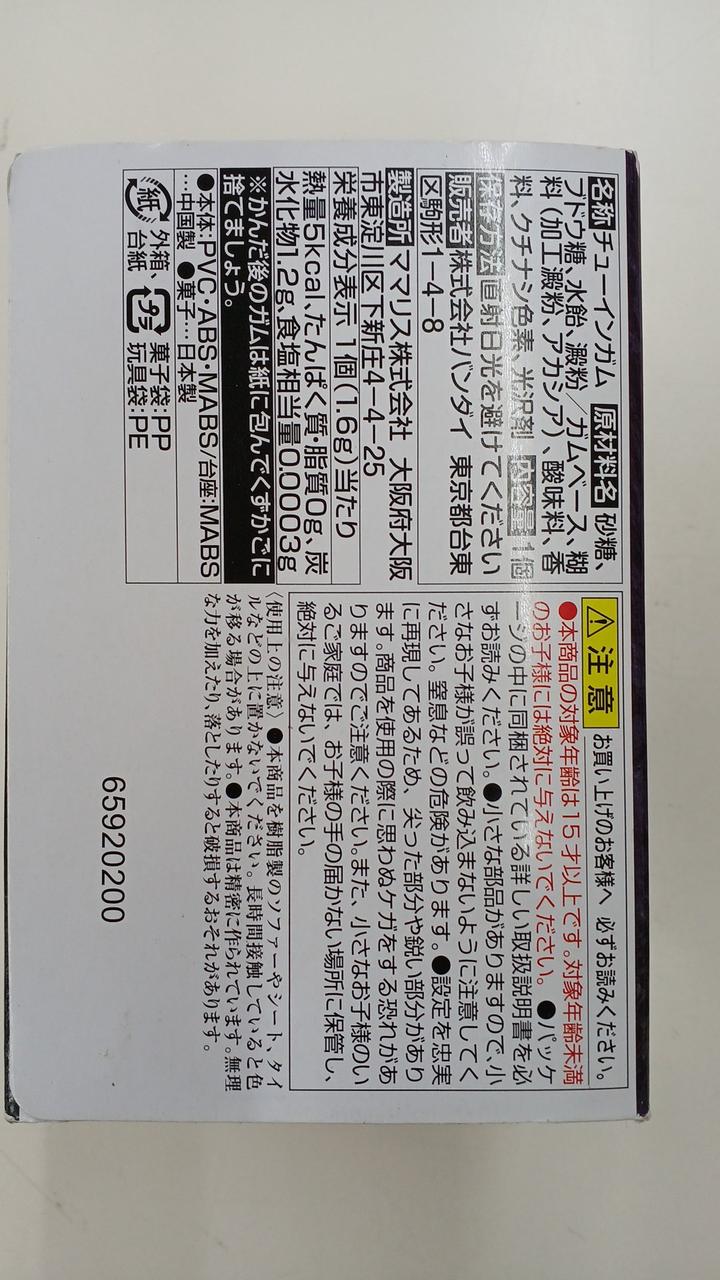 名称 チューインガム 原材料名 砂糖、
ブドウ糖、水飴、澱粉／ガムベース、糊
料（加工澱粉、アカシア）、酸味料、香
料、クチナシ色素、光沢剤 内容量 1個
保存方法 直射日光を避けてください
販売者 株式会社バンダイ 東京都台東
区駒形1-4-8
製造所 ママリス株式会社 大阪府大阪
市東淀川区下新庄4-4-25
栄養成分表示 1個(1.6g)当たり
熱量5kcal、たんぱく質・脂質0g、炭
水化物1.2g、食塩相当量0.0003g
※かんだ後のガムは紙に包んでくずかごに
捨てましょう。
●本体:PVC・ABS・MABS/台座:MABS
…中国製 ●菓子…日本製
紙 外箱、
台紙
プラ 菓子袋:PP
玩具袋:PE
注意 お買い上げのお客様へ 必ずお読みください。
●本商品の対象年齢は15才以上です。対象年齢未満
のお子様には絶対に与えないでください。 ●パッケ
ージの中に同梱されている詳しい取扱説明書を必
ずお読みください。●小さな部品がありますので、小
さなお子様が誤って飲み込まないように注意してく
ださい。窒息などの危険があります。●設定を忠実
に再現してあるため、尖った部分や鋭い部分があり
ます。商品を使用の際に思わぬケガをする恐れがあ
りますのでご注意ください。また、小さなお子様のい
るご家庭では、お子様の手の届かない場所に保管し、
絶対に与えないでください。
〈使用上の注意〉●本商品を樹脂製のソファーやシート、タイ
ルなどの上に置かないでください。長時間接触していると色
が移る場合があります。●本商品は精密に作られています。無理
な力を加えたり、落としたりすると破損するおそれがあります。
65920200